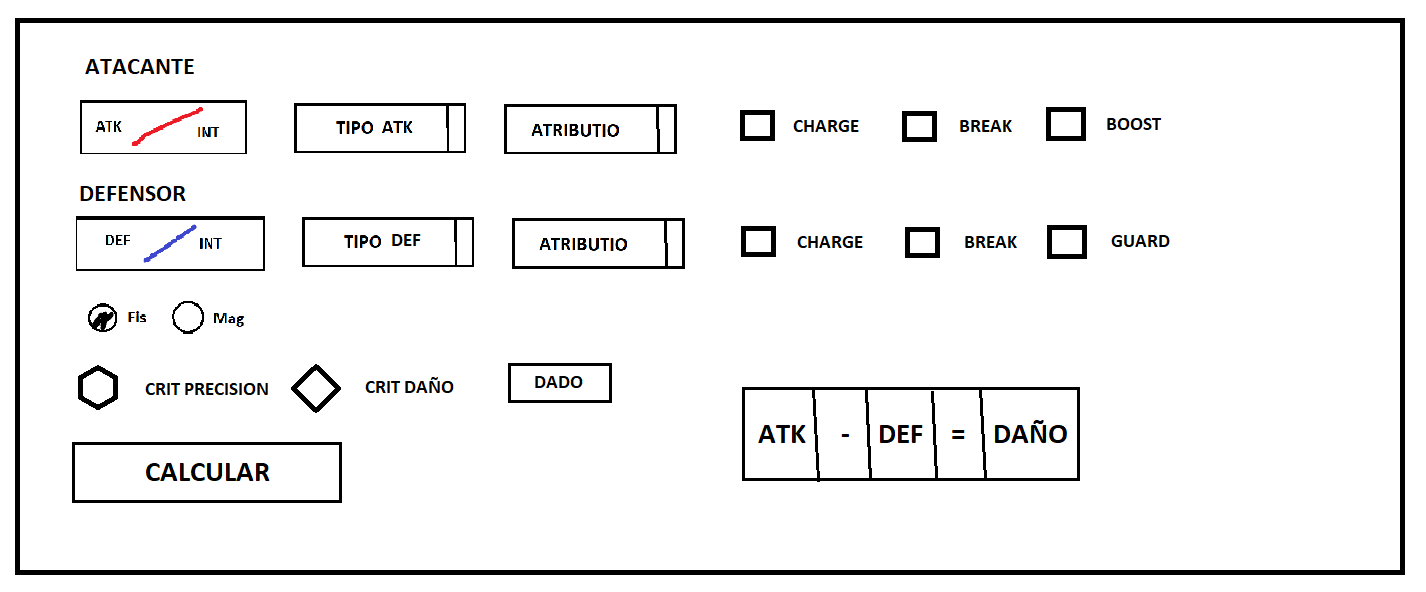 ATACANTE
ATK INT TIPO ATK ATRIBUTIO CHARGE BREAK BOOST
DEFENSOR
DEF INT TIPO DEF ATRIBUTIO CHARGE BREAK GUARD
Fis Mag
CRIT PRECISION CRIT DAÑO DADO
ATK - DEF = DAÑO
CALCULAR